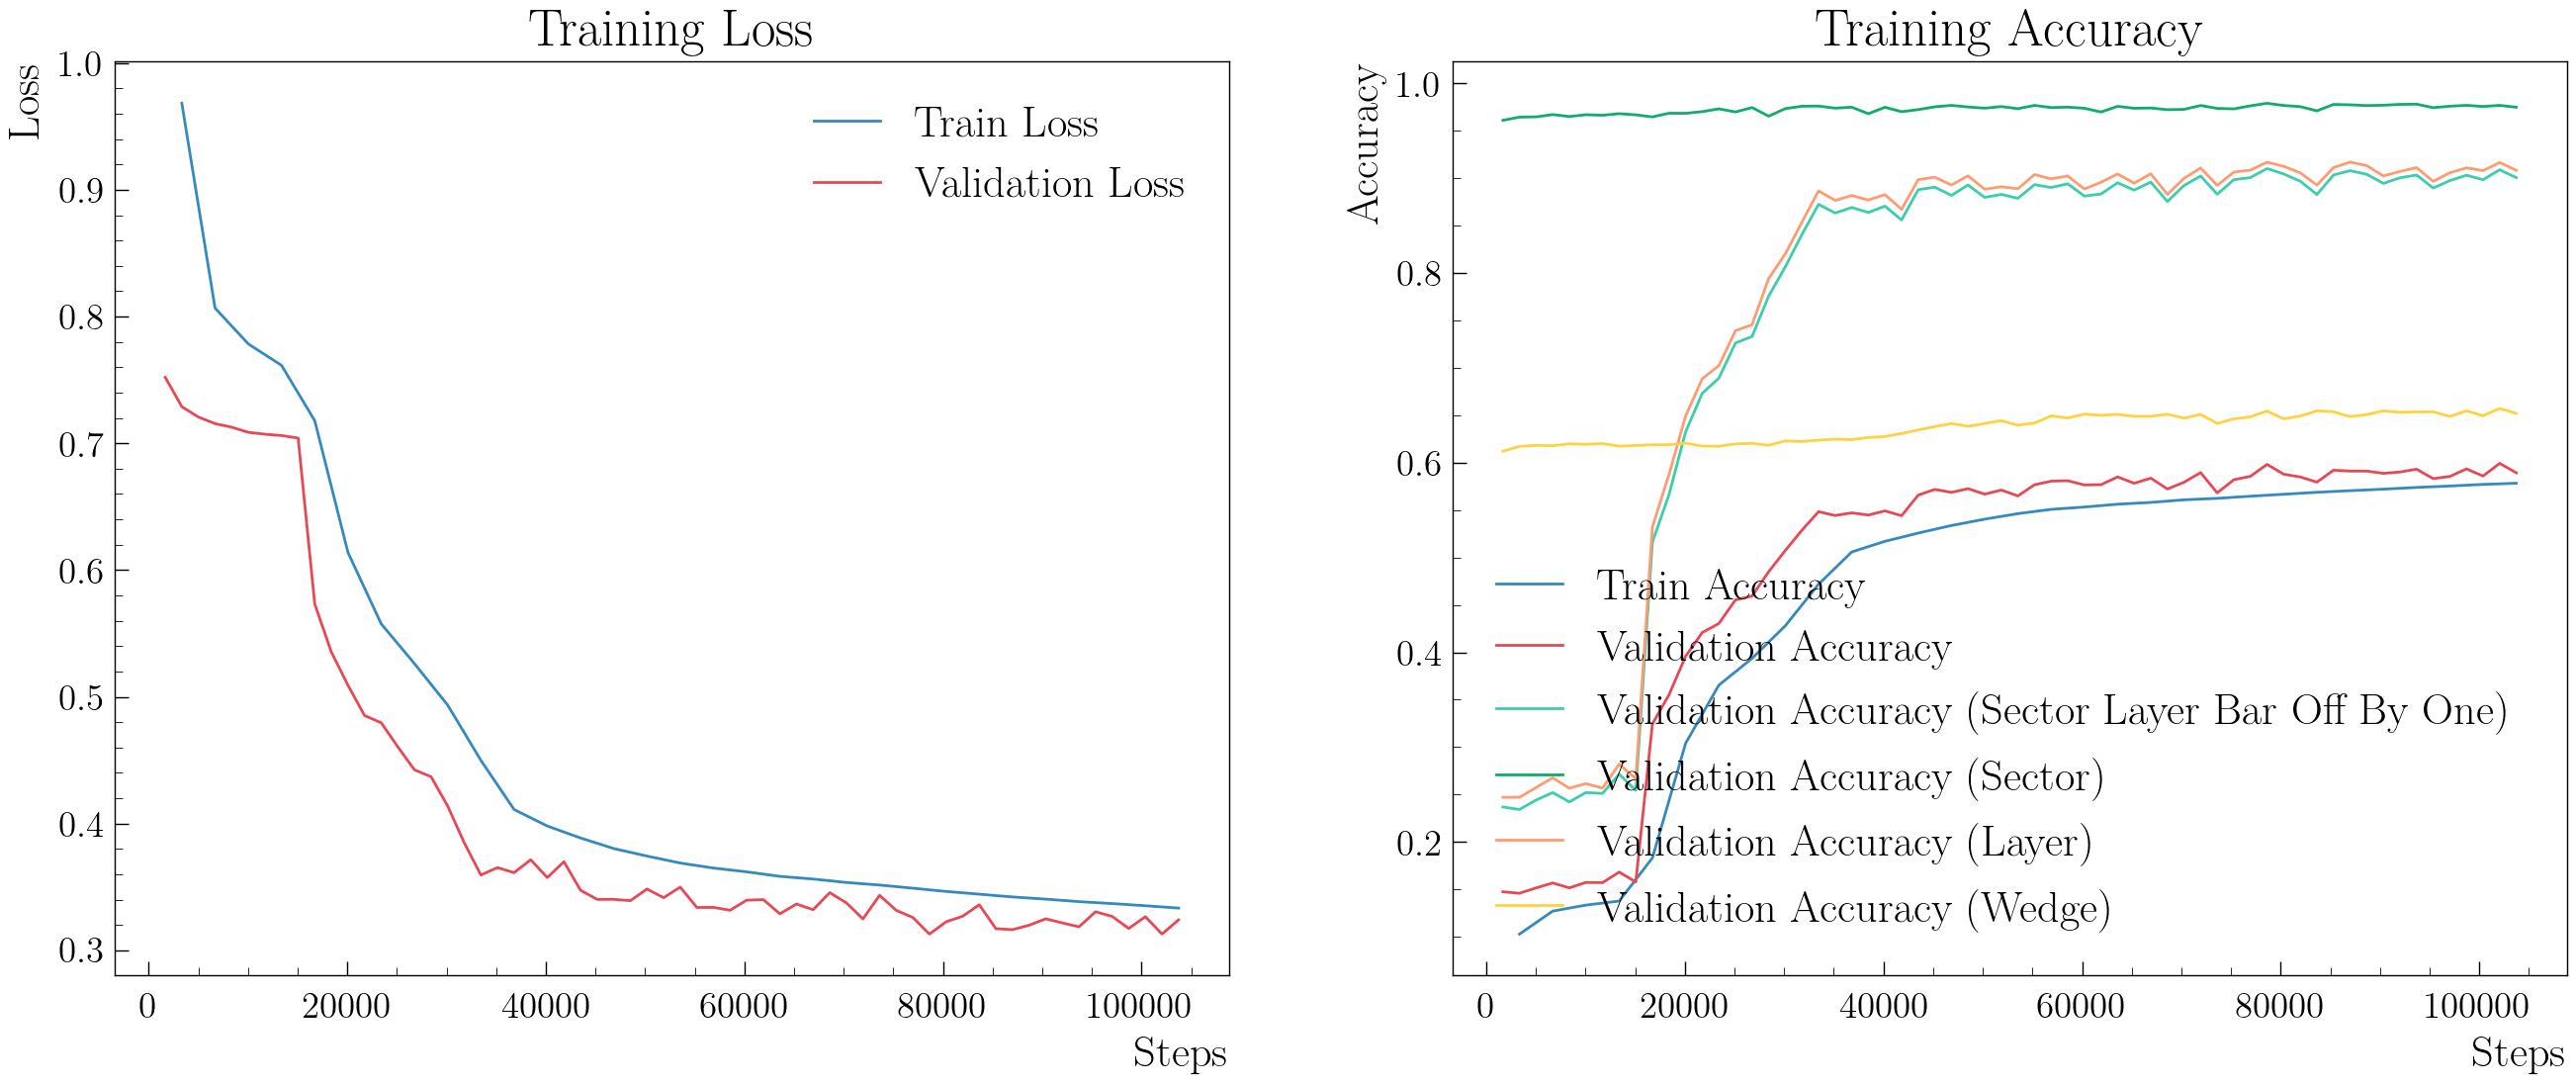 Training Loss
Loss
1.0
0.9
0.8
0.7
0.6
0.5
0.4
0.3
Train Loss
Validation Loss
0
20000
40000
60000
80000
100000
Steps
Training Accuracy
Accuracy
1.0
0.8
0.6
0.4
0.2
Train Accuracy
Validation Accuracy
Validation Accuracy (Sector Layer Bar Off By One)
Validation Accuracy (Sector)
Validation Accuracy (Layer)
Validation Accuracy (Wedge)
0
20000
40000
60000
80000
100000
Steps